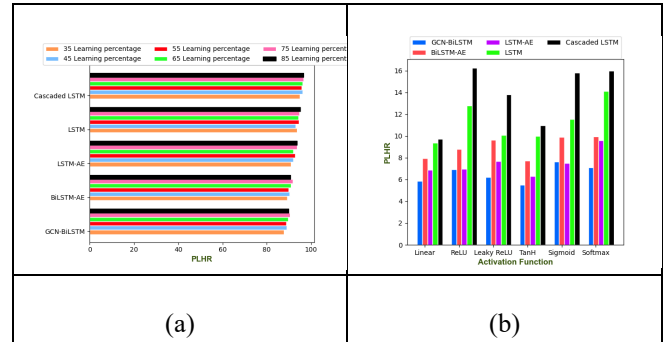 35 Learning percentage 55 Learning percentage 75 Learning percent
45 Learning percentage 65 Learning percentage 85 Learning percent
Cascaded LSTM
LSTM
LSTM-AE
BiLSTM-AE
GCN-BiLSTM
0 20 40 60 80 100
PLHR
(a)
GCN-BiLSTM LSTM-AE Cascaded LSTM
BiLSTM-AE LSTM
16
14
12
10
8
6
4
2
0
PLHR
Linear ReLU Leaky ReLU TanH Sigmoid Softmax
Activation Function
(b)